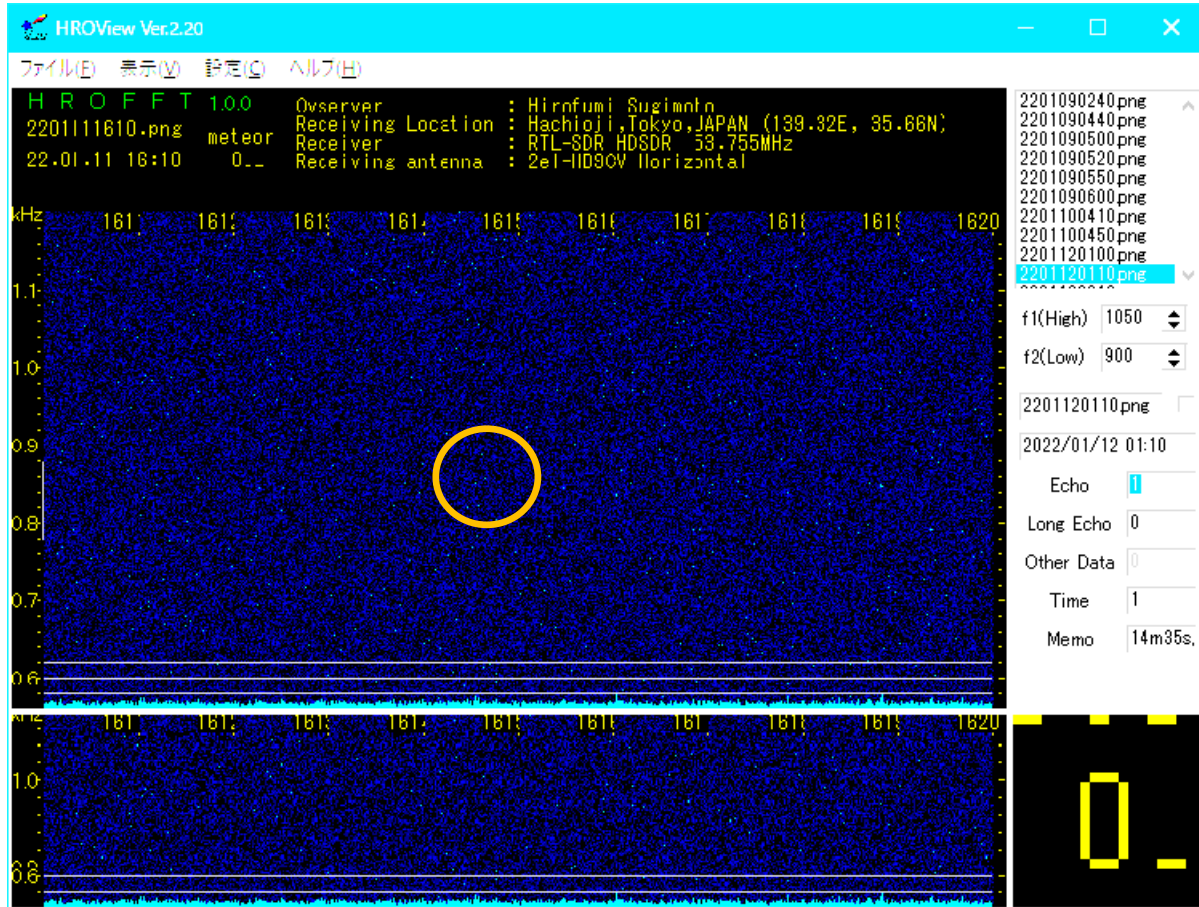 HROView Ver.2.20
ファイル(F) 表示(V) 設定(C) ヘルプ(H)
H R O F F T 1.0.0
2201111610.png
meteor
22.01.11 16:10 0__
Ovserver : Hirofumi Sugimoto
Receiving Location : Hachioji,Tokyo,JAPAN (139.32E, 35.66N)
Receiver : RTL-SDR HDSDR 53.755MHz
Receiving antenna : 2el-HB9CV Horizontal
kHz 1620
1.1
1.0
0.9
0.8
0.7
0.6
kHz 1620
1.0
0.6
2201090240.png
2201090440.png
2201090500.png
2201090520.png
2201090550.png
2201090600.png
2201100410.png
2201100450.png
2201120100.png
2201120110.png
f1(High) 1050
f2(Low) 900
2201120110.png
2022/01/12 01:10
Echo 1
Long Echo 0
Other Data 0
Time 1
Memo 14m35s,
0_